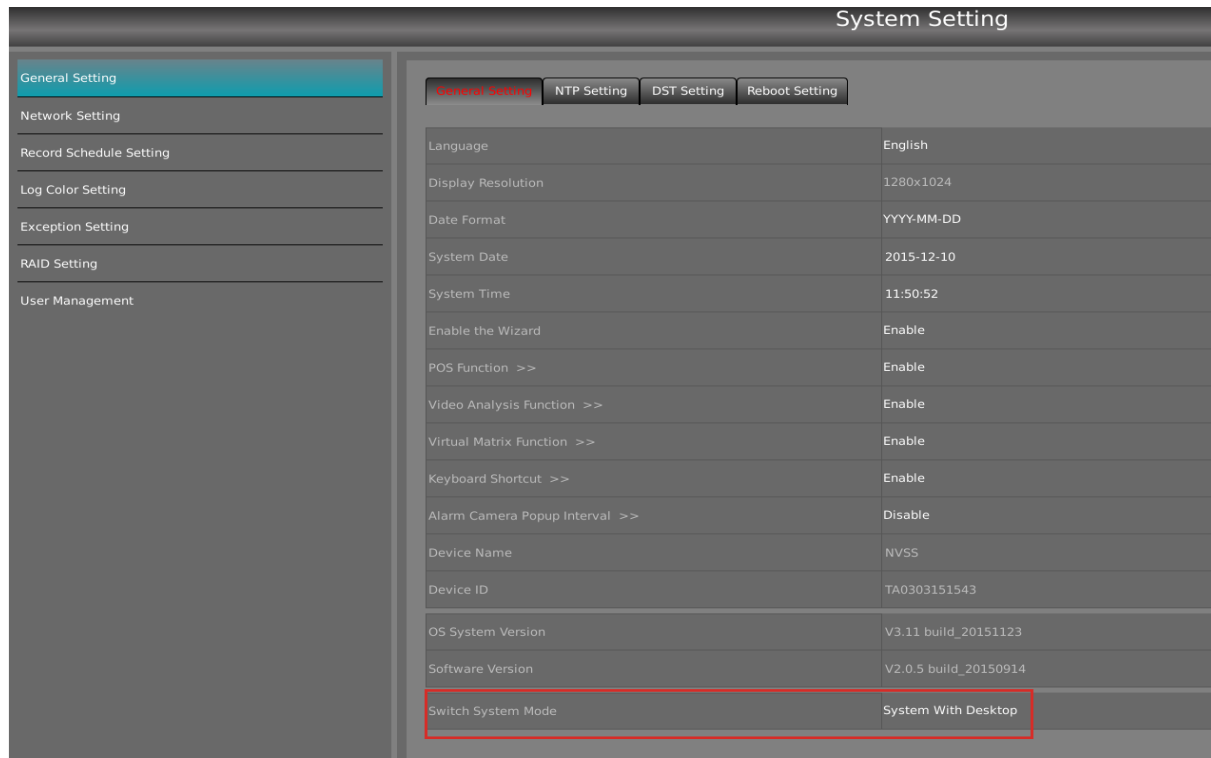 System Setting
General Setting
Network Setting
Record Schedule Setting
Log Color Setting
Exception Setting
RAID Setting
User Management
General Setting NTP Setting DST Setting Reboot Setting
Language English
Display Resolution 1280x1024
Date Format YYYY-MM-DD
System Date 2015-12-10
System Time 11:50:52
Enable the Wizard Enable
POS Function >> Enable
Video Analysis Function >> Enable
Virtual Matrix Function >> Enable
Keyboard Shortcut >> Enable
Alarm Camera Popup Interval >> Disable
Device Name NVSS
Device ID TA0303151543
OS System Version V3.11 build_20151123
Software Version V2.0.5 build_20150914
Switch System Mode System With Desktop